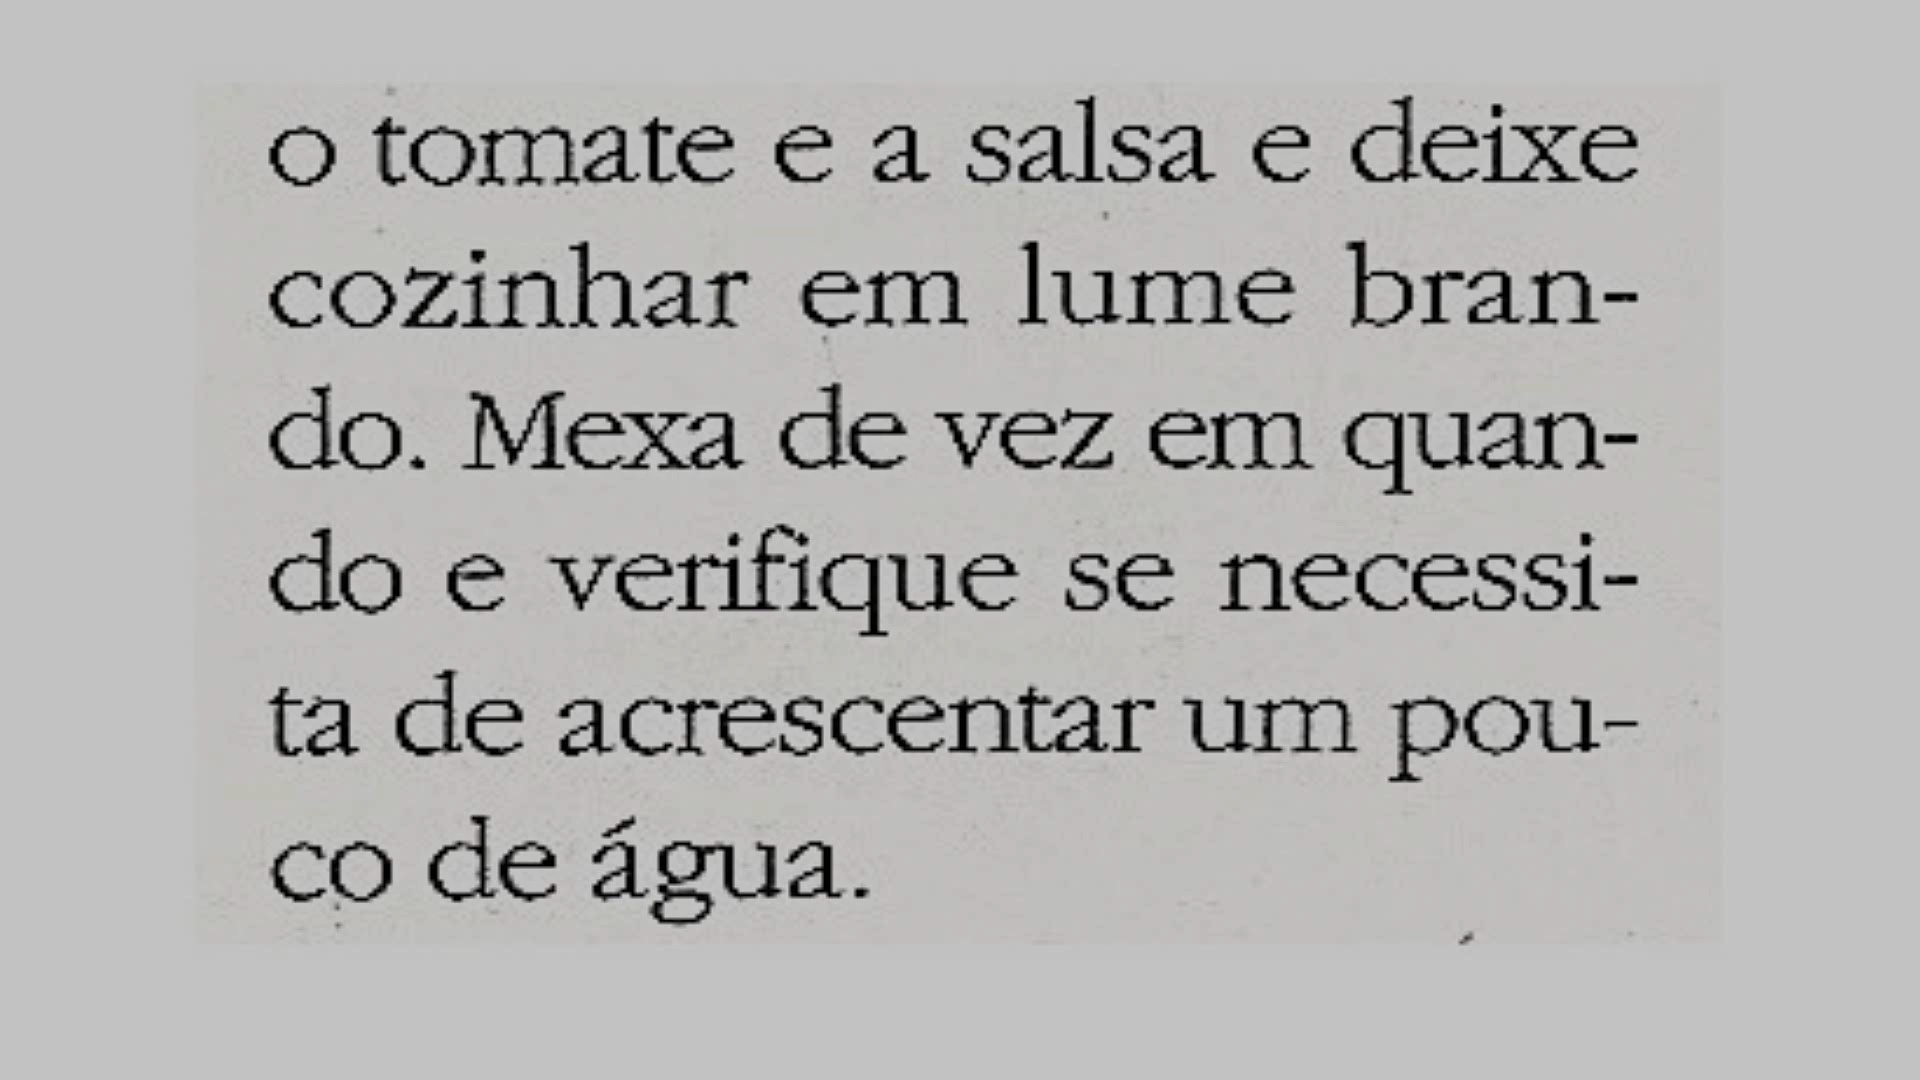 o tomate e a salsa e deixe
cozinhar em lume bran-
do. Mexa de vez em quan-
do e verifique se necessi-
ta de acrescentar um pou-
co de água.